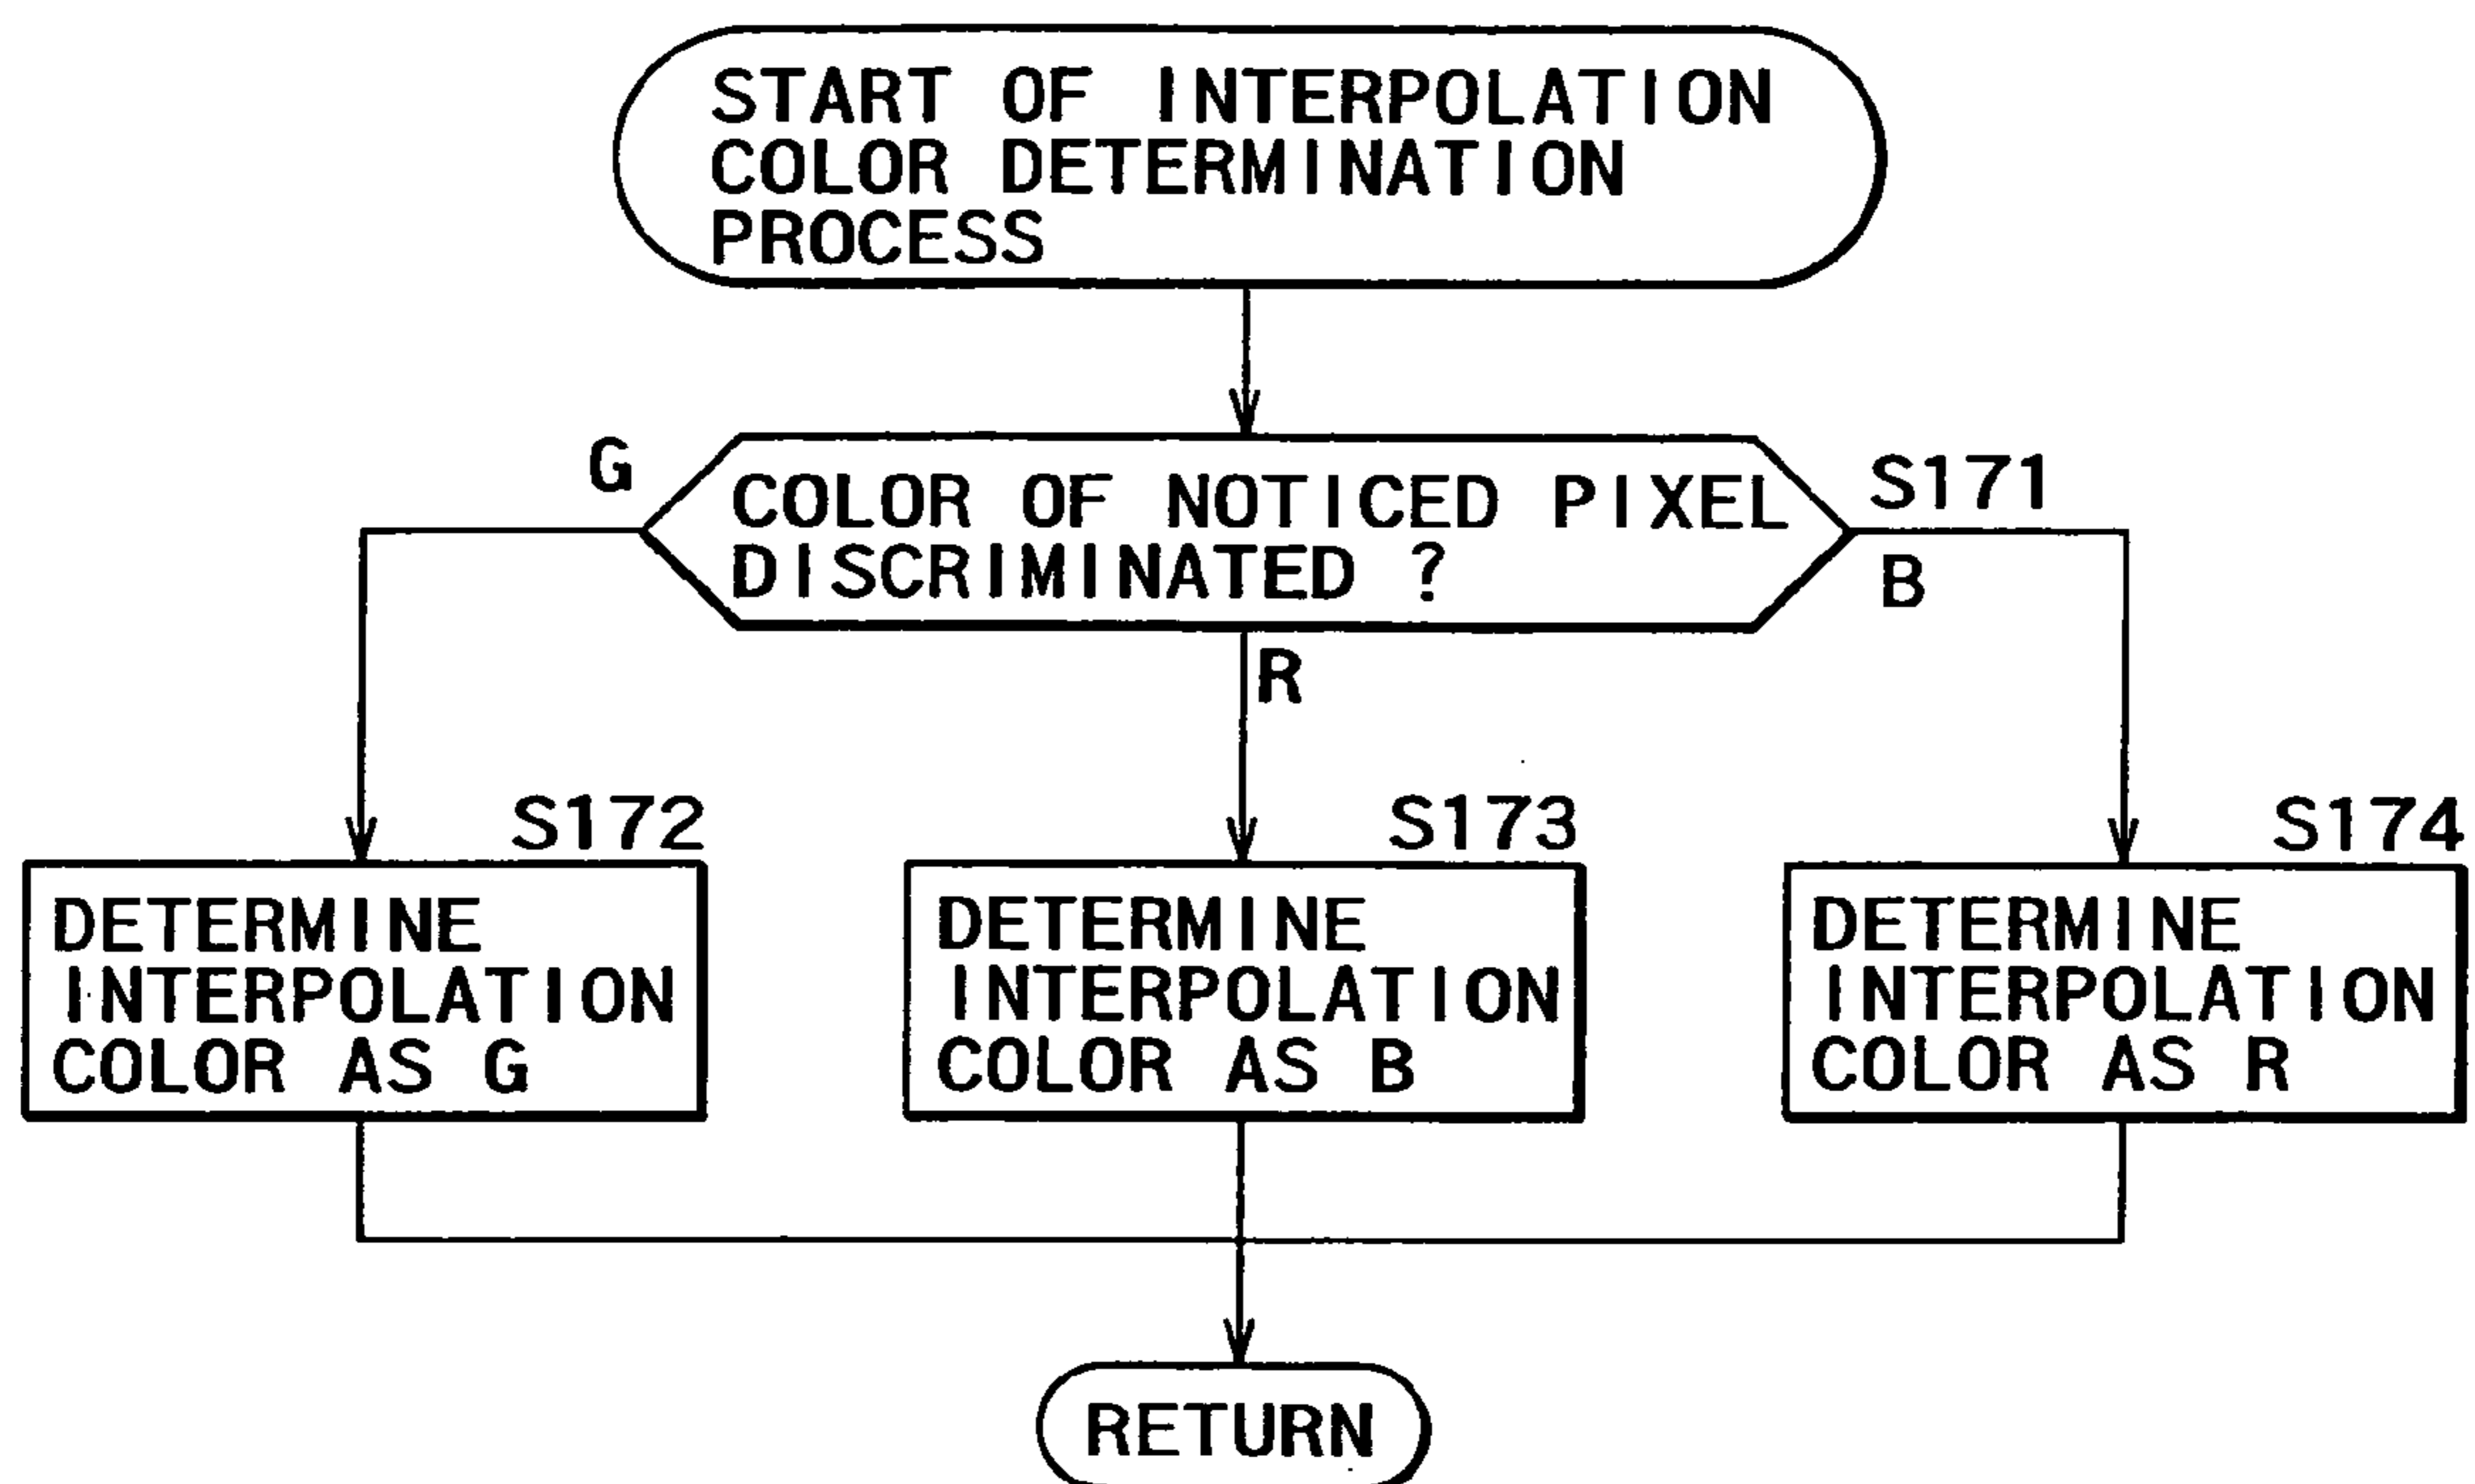 START OF INTERPOLATION
COLOR DETERMINATION
PROCESS
G
COLOR OF NOTICED PIXEL
DISCRIMINATED ?
S171
B
R
S172
DETERMINE
INTERPOLATION
COLOR AS G
S173
DETERMINE
INTERPOLATION
COLOR AS B
S174
DETERMINE
INTERPOLATION
COLOR AS R
RETURN